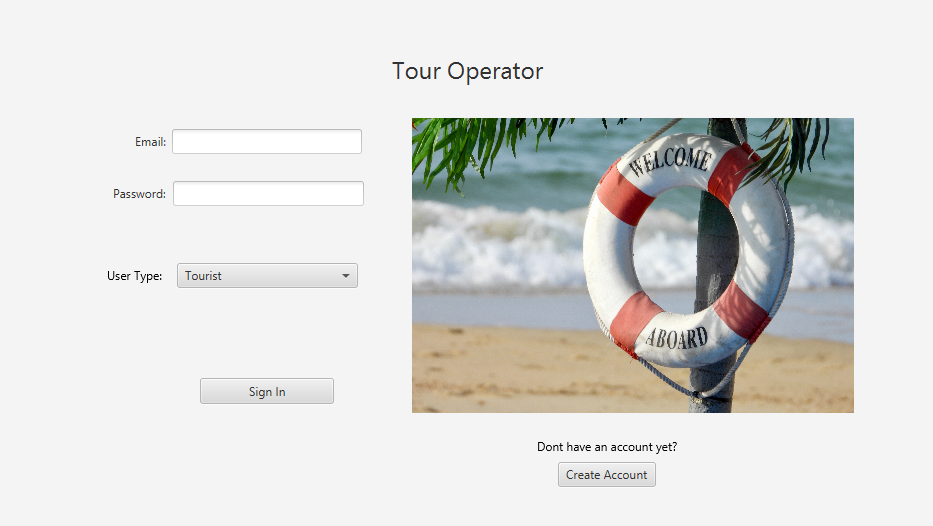 Tour Operator
Email:
Password:
User Type: Tourist
Sign In
WELCOME
ABOARD
Dont have an account yet?
Create Account